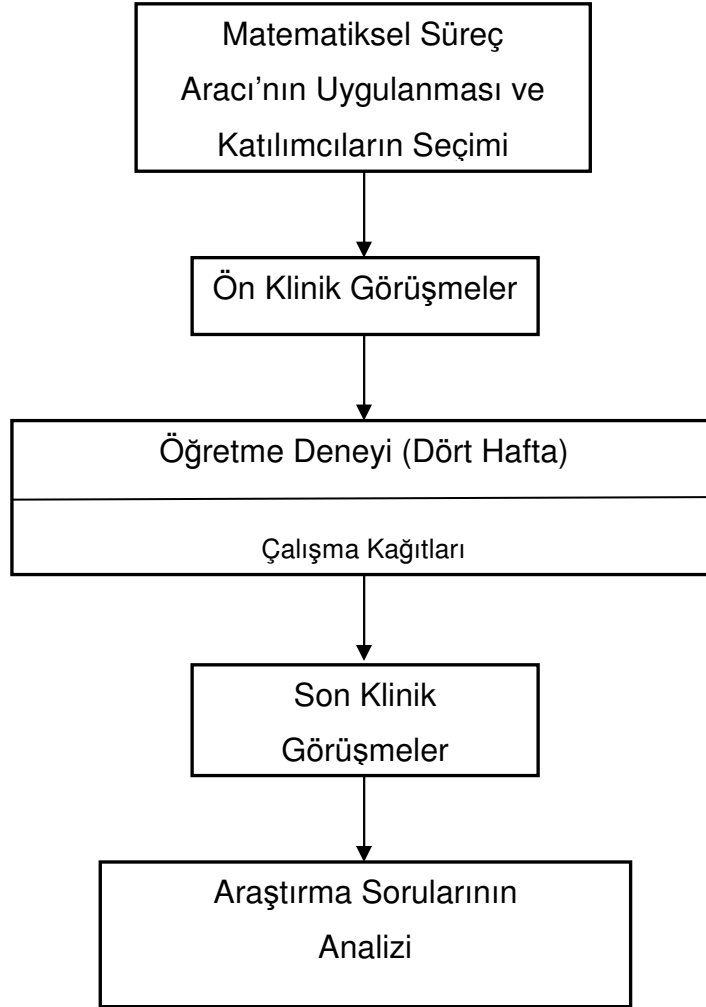 Matematiksel Süreç
Aracı’nın Uygulanması ve
Katılımcıların Seçimi
Ön Klinik Görüşmeler
Öğretme Deneyi (Dört Hafta)
Çalışma Kağıtları
Son Klinik
Görüşmeler
Araştırma Sorularının
Analizi